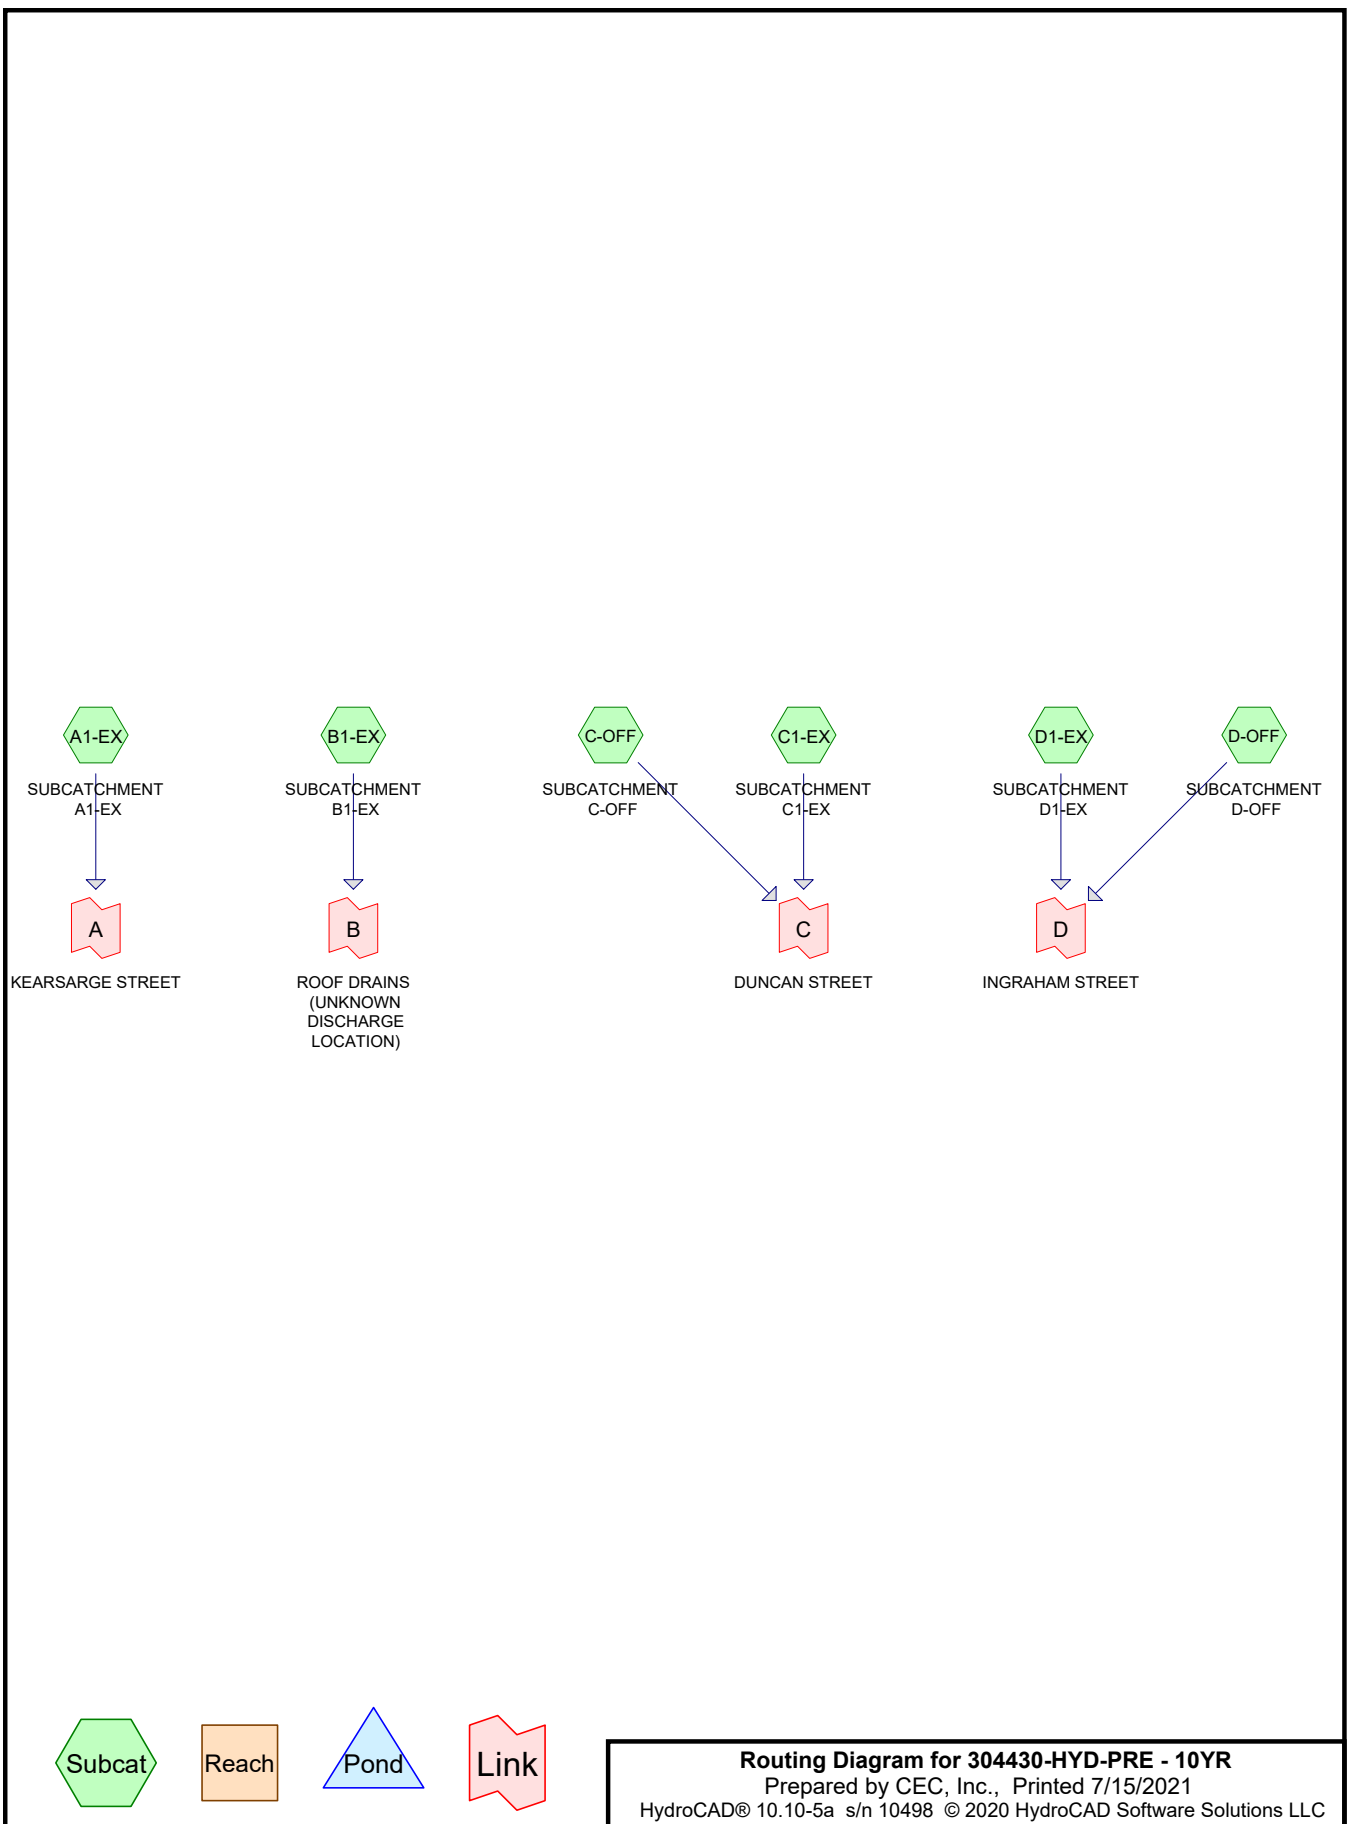 A1-EX
SUBCATCHMENT
A1-EX
B1-EX
SUBCATCHMENT
B1-EX
C-OFF
SUBCATCHMENT
C-OFF
C1-EX
SUBCATCHMENT
C1-EX
D1-EX
SUBCATCHMENT
D1-EX
D-OFF
SUBCATCHMENT
D-OFF
A
KEARSARGE STREET
B
ROOF DRAINS
(UNKNOWN
DISCHARGE
LOCATION)
C
DUNCAN STREET
D
INGRAHAM STREET
Subcat
Reach
Pond
Link
Routing Diagram for 304430-HYD-PRE - 10YR
Prepared by CEC, Inc., Printed 7/15/2021
HydroCAD® 10.10-5a s/n 10498 © 2020 HydroCAD Software Solutions LLC